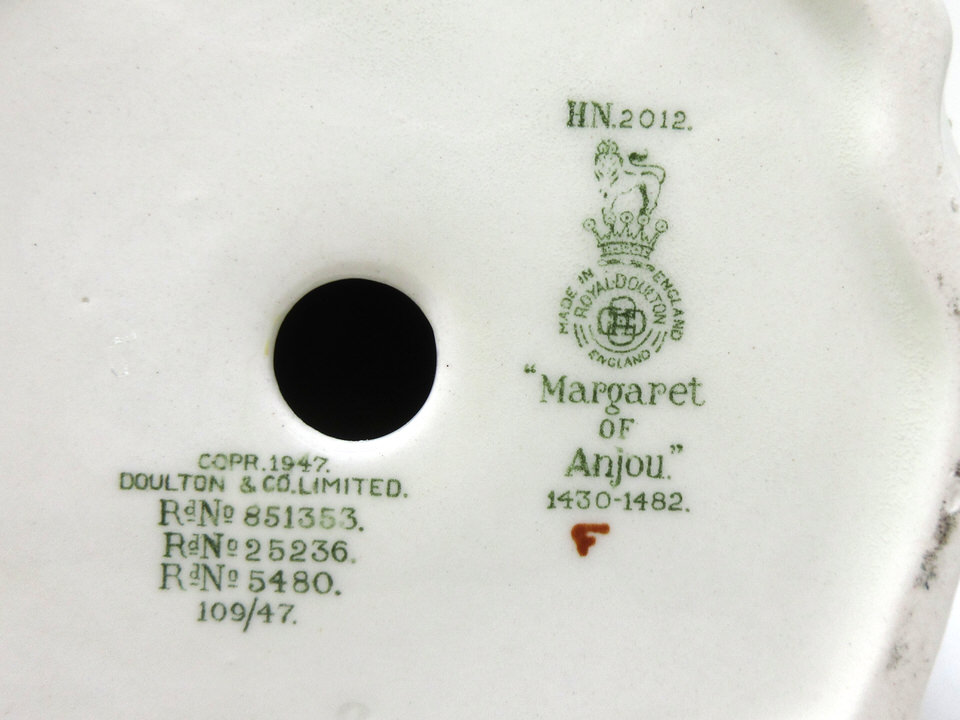 HN.2012.
MADE IN ENGLAND
ROYAL DOULTON
ENGLAND
"Margaret
OF
Anjou."
1430-1482.
F
COPR.1947.
DOULTON & CO. LIMITED.
RdNo 851353.
RdNo 25236.
RdNo 5480.
109/47.